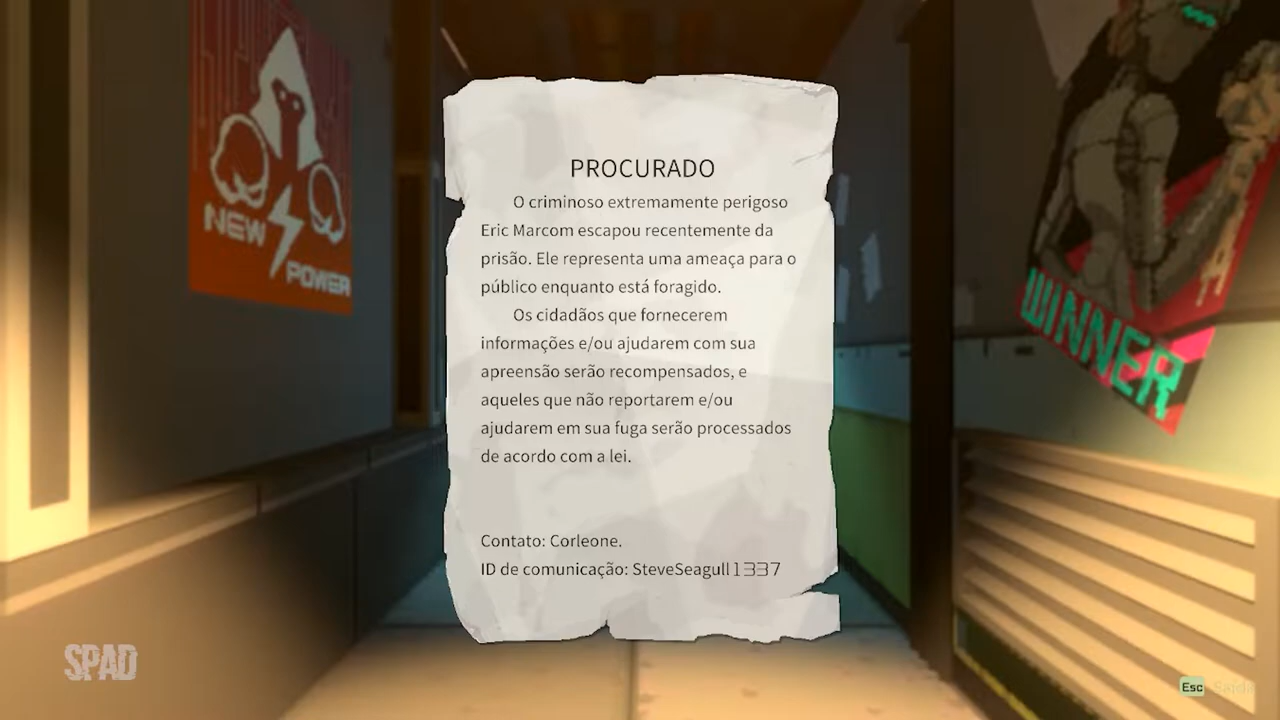 NEW
POWER
PROCURADO
O criminoso extremamente perigoso
Eric Marcom escapou recentemente da
prisão. Ele representa uma ameaça para o
público enquanto está foragido.
Os cidadãos que fornecerem
informações e/ou ajudarem com sua
apreensão serão recompensados, e
aqueles que não reportarem e/ou
ajudarem em sua fuga serão processados
de acordo com a lei.
Contato: Corleone.
ID de comunicação: SteveSeagull1337
WINNER
SPAD
Esc